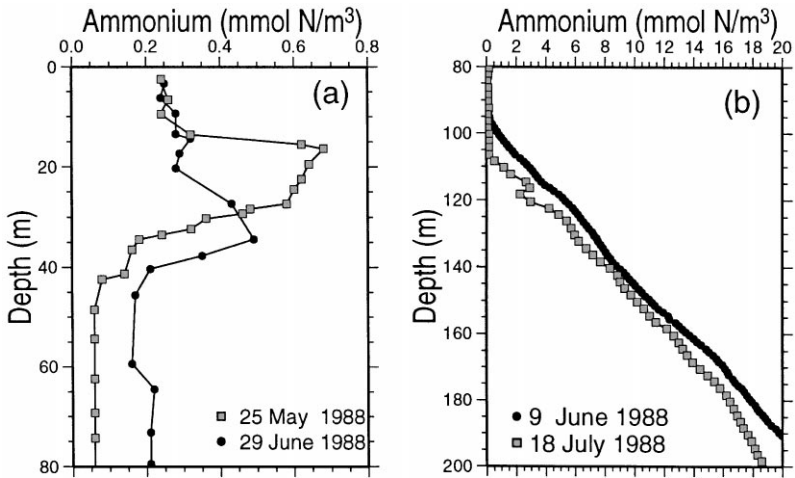 Ammonium (mmol N/m³)
0.0 0.2 0.4 0.6 0.8
0
20
40
60
80
Depth (m)
(a)
25 May 1988
29 June 1988
Ammonium (mmol N/m³)
0 2 4 6 8 10 12 14 16 18 20
80
100
120
140
160
180
200
Depth (m)
(b)
9 June 1988
18 July 1988